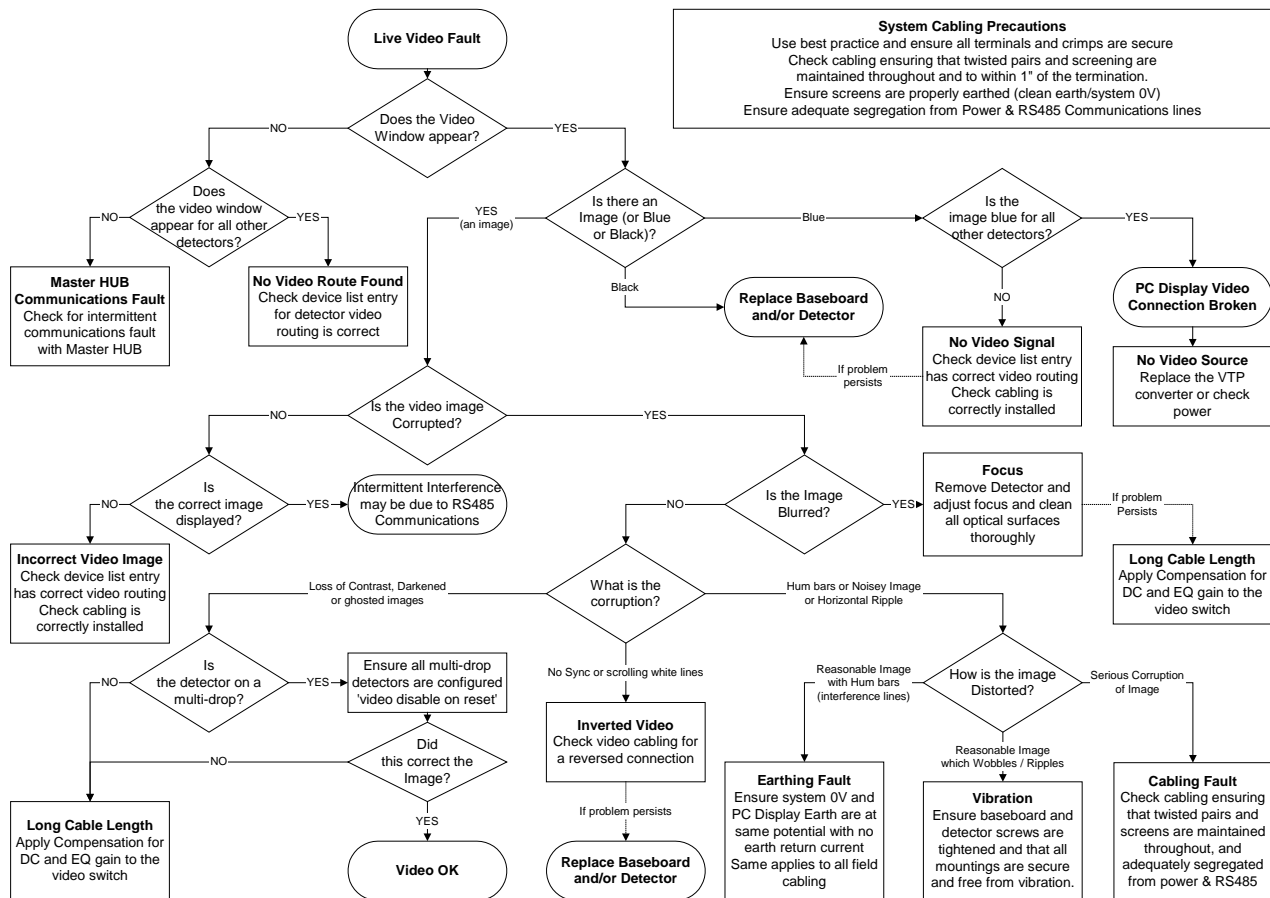 Live Video Fault
System Cabling Precautions
Use best practice and ensure all terminals and crimps are secure
Check cabling ensuring that twisted pairs and screening are
maintained throughout and to within 1" of the termination.
Ensure screens are properly earthed (clean earth/system 0V)
Ensure adequate segregation from Power & RS485 Communications lines
Does the Video
Window appear?
NO
YES
Does
the video window
appear for all other
detectors?
NO
YES
Master HUB
Communications Fault
Check for intermittent
communications fault
with Master HUB
No Video Route Found
Check device list entry
for detector video
routing is correct
Is there an
Image (or Blue
or Black)?
YES
(an image)
Blue
Black
Is the
image blue for all
other detectors?
YES
NO
Replace Baseboard
and/or Detector
PC Display Video
Connection Broken
No Video Signal
Check device list entry
has correct video routing
Check cabling is
correctly installed
If problem
persists
No Video Source
Replace the VTP
converter or check
power
Is the video image
Corrupted?
NO
YES
Is
the correct image
displayed?
NO
YES
Intermittent Interference
may be due to RS485
Communications
Incorrect Video Image
Check device list entry
has correct video routing
Check cabling is
correctly installed
Is the Image
Blurred?
NO
YES
Focus
Remove Detector and
adjust focus and clean
all optical surfaces
thoroughly
If problem
Persists
Long Cable Length
Apply Compensation for
DC and EQ gain to the
video switch
What is the
corruption?
Loss of Contrast, Darkened
or ghosted images
Hum bars or Noisey Image
or Horizontal Ripple
No Sync or scrolling white lines
Is
the detector on a
multi-drop?
NO
YES
Ensure all multi-drop
detectors are configured
'video disable on reset'
Did
this correct the
Image?
NO
YES
Long Cable Length
Apply Compensation for
DC and EQ gain to the
video switch
Video OK
Inverted Video
Check video cabling for
a reversed connection
If problem persists
Replace Baseboard
and/or Detector
How is the image
Distorted?
Reasonable Image
with Hum bars
(interference lines)
Serious Corruption
of Image
Reasonable Image
which Wobbles / Ripples
Earthing Fault
Ensure system 0V and
PC Display Earth are at
same potential with no
earth return current
Same applies to all field
cabling
Vibration
Ensure baseboard and
detector screws are
tightened and that all
mountings are secure
and free from vibration.
Cabling Fault
Check cabling ensuring
that twisted pairs and
screens are maintained
throughout, and
adequately segregated
from power & RS485